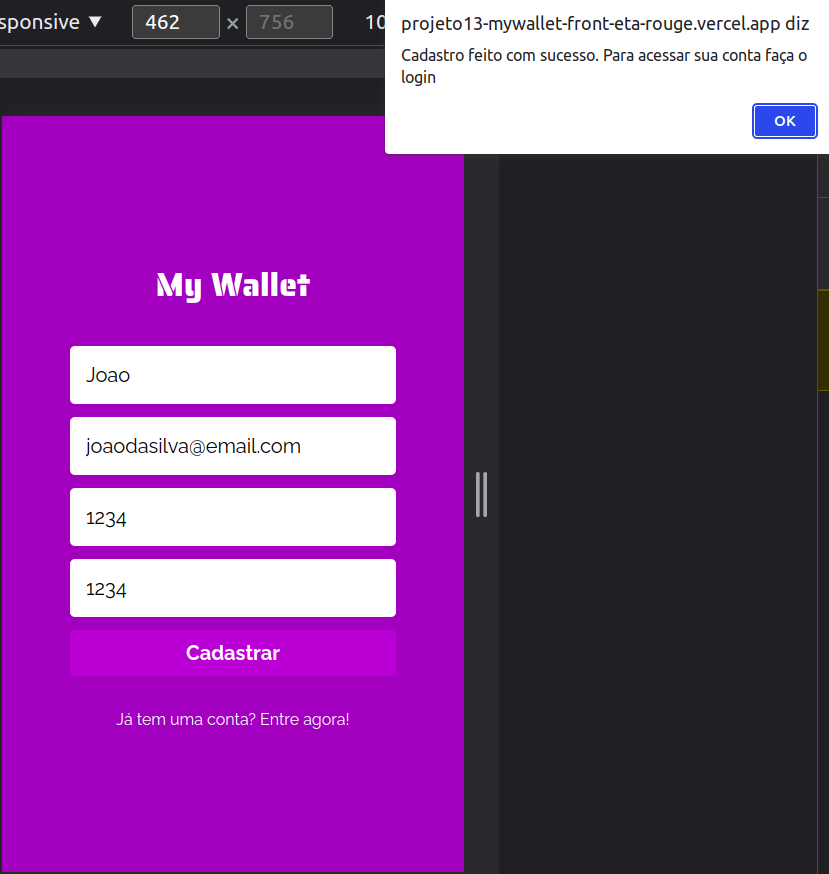 sponsive ▼ 462 × 756 10
projeto13-mywallet-front-eta-rouge.vercel.app diz
Cadastro feito com sucesso. Para acessar sua conta faça o
login
OK
My Wallet
Joao
joaodasilva@email.com
1234
1234
Cadastrar
Já tem uma conta? Entre agora!